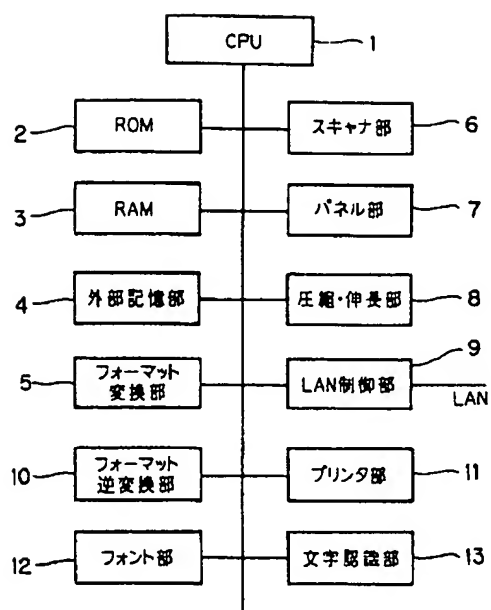 CPU
1
2
ROM
スキャナ部
6
3
RAM
パネル部
7
4
外部記憶部
圧縮・伸長部
8
5
フォーマット
変換部
LAN制御部
9
LAN
10
フォーマット
逆変換部
プリンタ部
11
12
フォント部
文字認識部
13